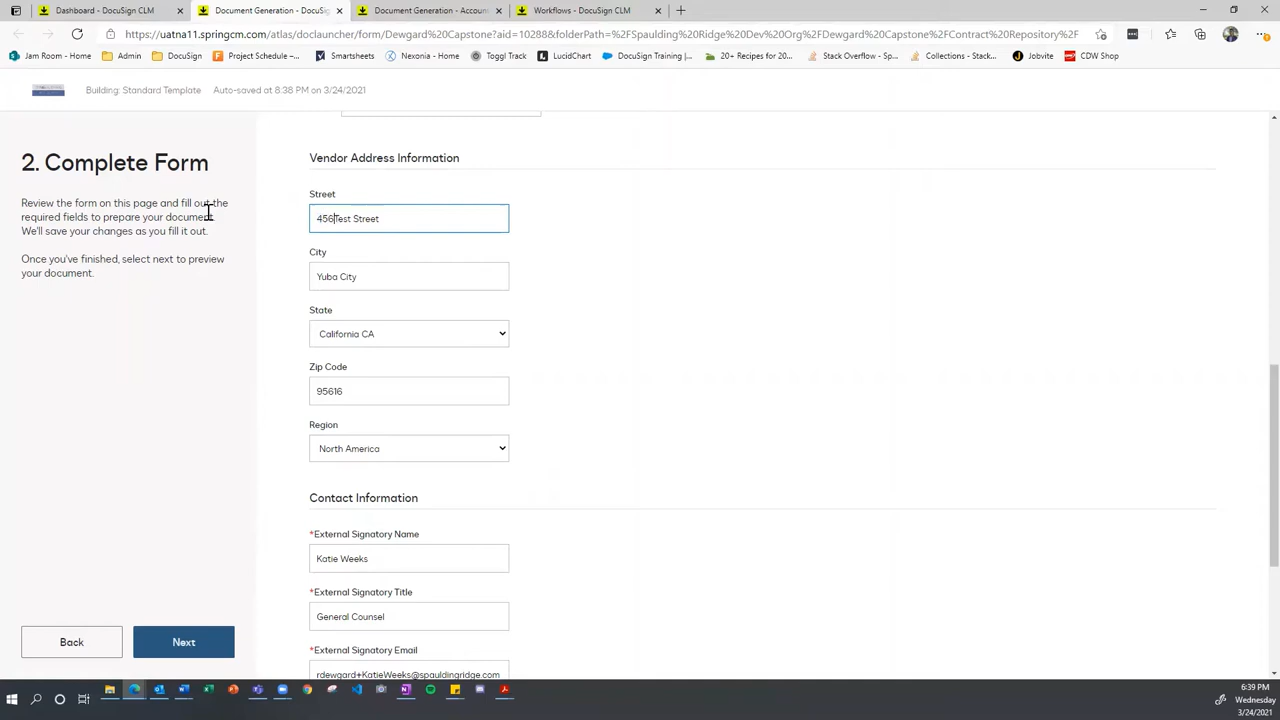 Dashboard - DocuSign CLM
Document Generation - DocuSi
Document Generation - Accoun
Workflows - DocuSign CLM
https://uatna11.springcm.com/atlas/doclauncher/form/Dewgard%20Capstone?aid=10288&folderPath=%2FSpaulding%20Ridge%20Dev%20Org%2FDewgard%20Capstone%2FContract%20Repository%2F
Jam Room - Home
Admin
DocuSign
Project Schedule –...
Smartsheets
Nexonia - Home
Toggl Track
LucidChart
DocuSign Training |...
20+ Recipes for 20...
Stack Overflow -...
Collections - Stack...
Jobvite
CDW Shop
Building: Standard Template
Auto-saved at 8:38 PM on 3/24/2021
2. Complete Form
Review the form on this page and fill out the
required fields to prepare your document.
We'll save your changes as you fill it out.
Once you've finished, select next to preview
your document.
Back
Next
Vendor Address Information
Street
456Test Street
City
Yuba City
State
California CA
Zip Code
95616
Region
North America
Contact Information
*External Signatory Name
Katie Weeks
*External Signatory Title
General Counsel
*External Signatory Email
rdewgard+KatieWeeks@spauldingridge.com
6:39 PM
Wednesday
3/24/2021